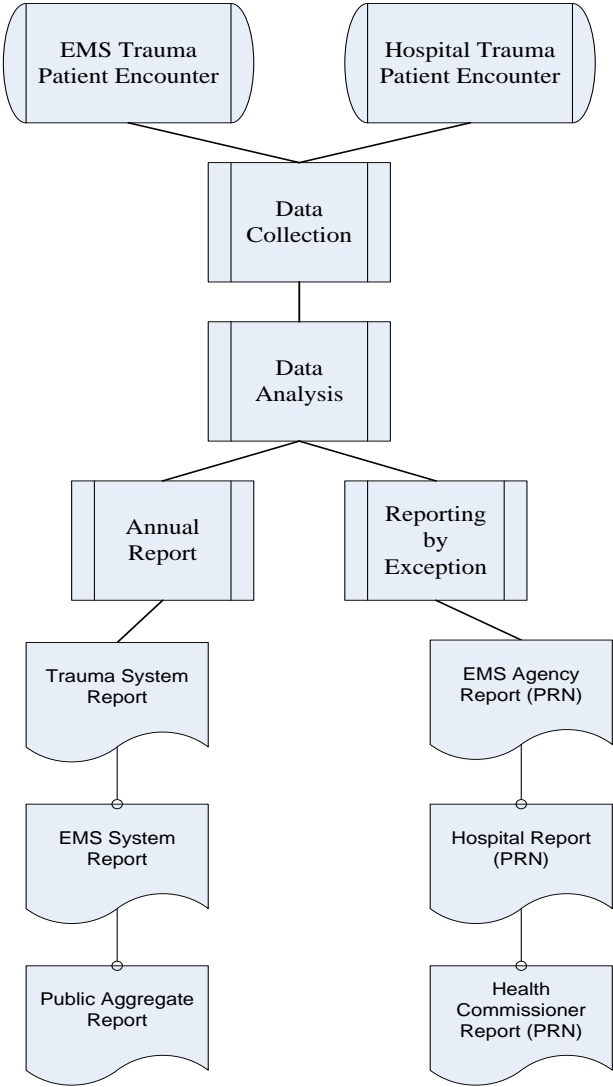 EMS Trauma
Patient Encounter
Hospital Trauma
Patient Encounter
Data
Collection
Data
Analysis
Annual
Report
Reporting
by
Exception
Trauma System
Report
EMS Agency
Report (PRN)
EMS System
Report
Hospital Report
(PRN)
Public Aggregate
Report
Health
Commissioner
Report (PRN)